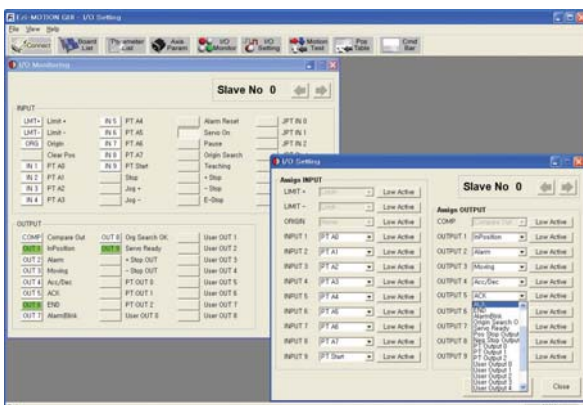 Ezi-MOTION GUI - I/O Setting
File View Help
Connect Board List Parameter List Axis Param I/O Monitor I/O Setting Motion Test Pos Table Cmd Bar
I/O Monitoring
Slave No 0
INPUT
LMT+ Limit + IN 5 PT A4 Alarm Reset JPT IN 0
LMT- Limit - IN 6 PT A5 Servo On JPT IN 1
ORG Origin IN 7 PT A6 Pause JPT IN 2
Clear Pos IN 8 PT A7 Origin Search
IN 1 PT A0 IN 9 PT Start Teaching
IN 2 PT A1 Stop + Stop
IN 3 PT A2 Jog + - Stop
IN 4 PT A3 Jog - E-Stop
OUTPUT
COMP Compare Out OUT 8 Org Search OK User OUT 1
OUT 1 InPosition OUT 9 Servo Ready User OUT 2
OUT 2 Alarm + Stop OUT User OUT 3
OUT 3 Moving - Stop OUT User OUT 4
OUT 4 Acc/Dec PT OUT 0 User OUT 5
OUT 5 ACK PT OUT 1 User OUT 6
OUT 6 END PT OUT 2 User OUT 7
OUT 7 AlarmBlink User OUT 0 User OUT 8
I/O Setting
Slave No 0
Assign INPUT
LIMIT + Low Active
LIMIT - Low Active
ORIGIN Low Active
INPUT 1 PT A0 Low Active
INPUT 2 PT A1 Low Active
INPUT 3 PT A2 Low Active
INPUT 4 PT A3 Low Active
INPUT 5 PT A4 Low Active
INPUT 6 PT A5 Low Active
INPUT 7 PT A6 Low Active
INPUT 8 PT A7 Low Active
INPUT 9 PT Start Low Active
Assign OUTPUT
COMP Compare Out Low Active
OUTPUT 1 InPosition Low Active
OUTPUT 2 Alarm Low Active
OUTPUT 3 Moving Low Active
OUTPUT 4 Acc/Dec Low Active
OUTPUT 5 ACK Low Active
OUTPUT 6 Low Active
OUTPUT 7 Low Active
OUTPUT 8 Low Active
OUTPUT 9 Low Active
ACK
END
AlarmBlink
Origin Search O
Servo Ready
Pos Stop Output
Neg Stop Output
PT Output 0
PT Output 1
PT Output 2
User Output 0
User Output 1
User Output 2
User Output 3
User Output 4
Close